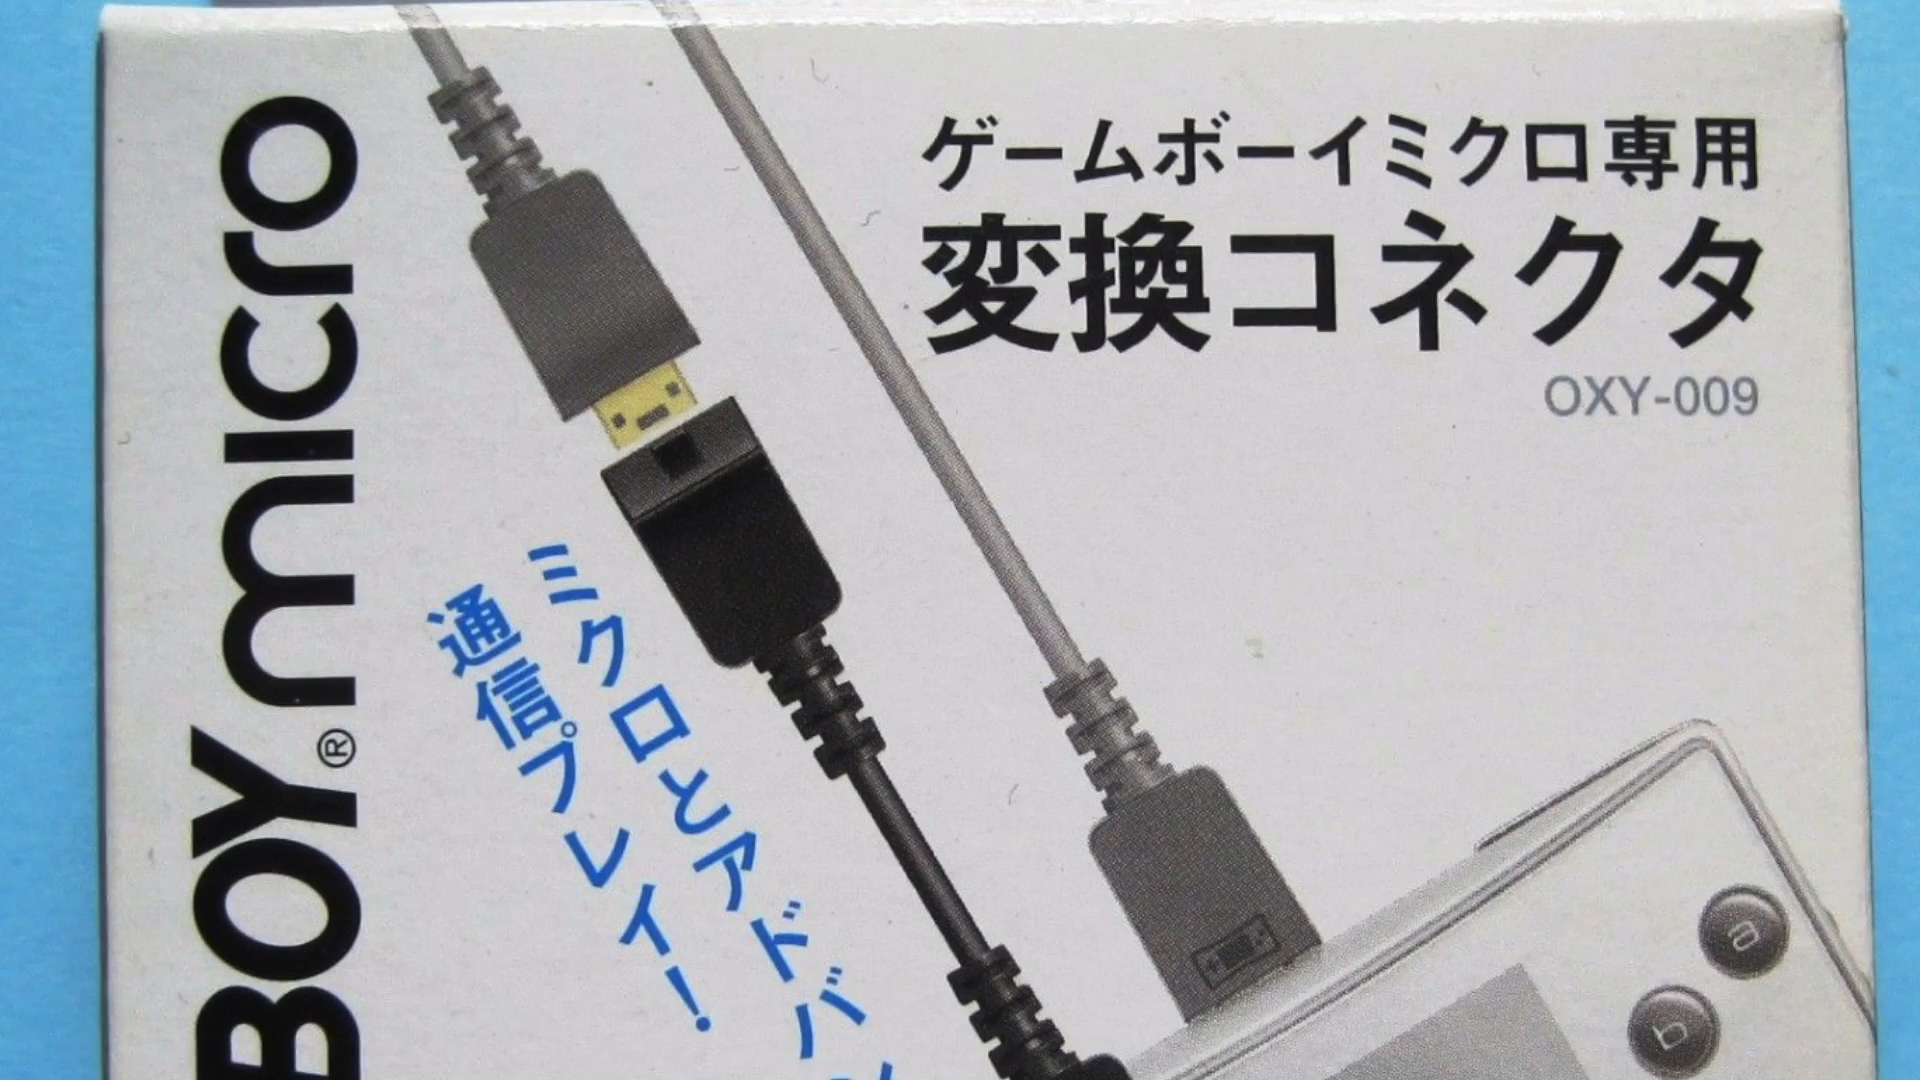 BOY® micro
ゲームボーイミクロ専用
変換コネクタ
OXY-009
ミクロとアドバン
通信プレイ!
a
b